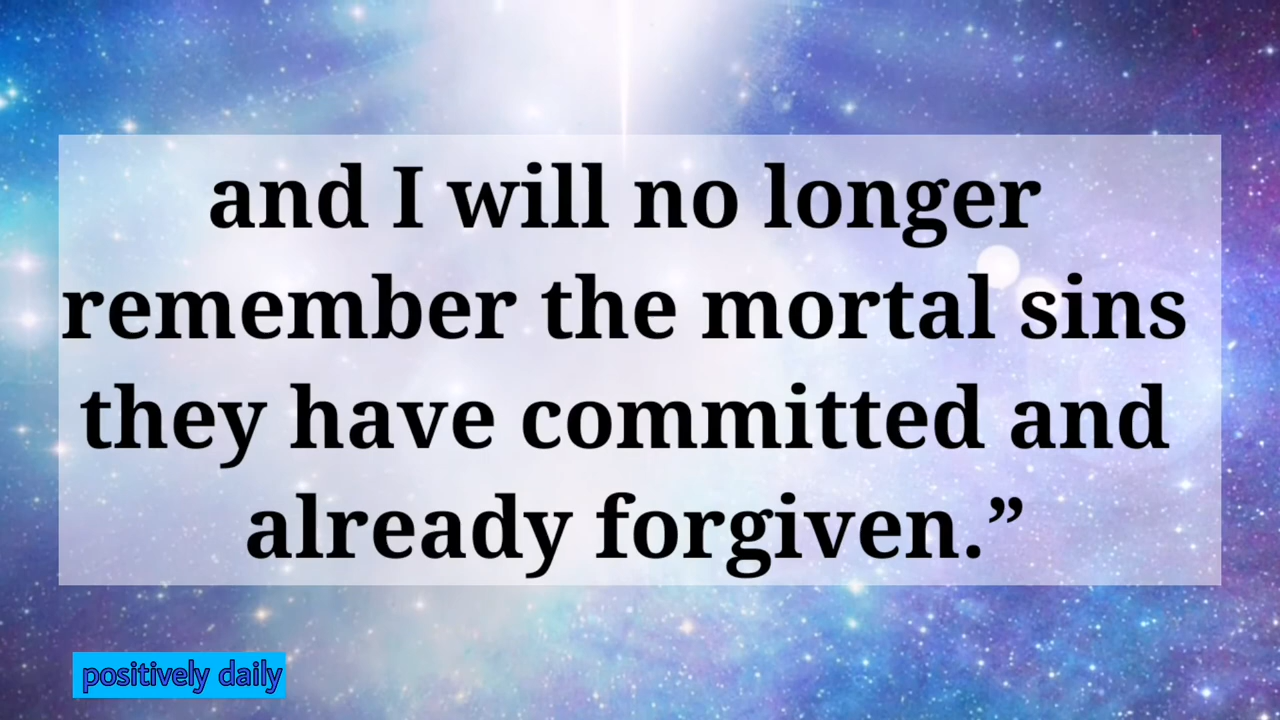 and I will no longer
remember the mortal sins
they have committed and
already forgiven.”
positively daily